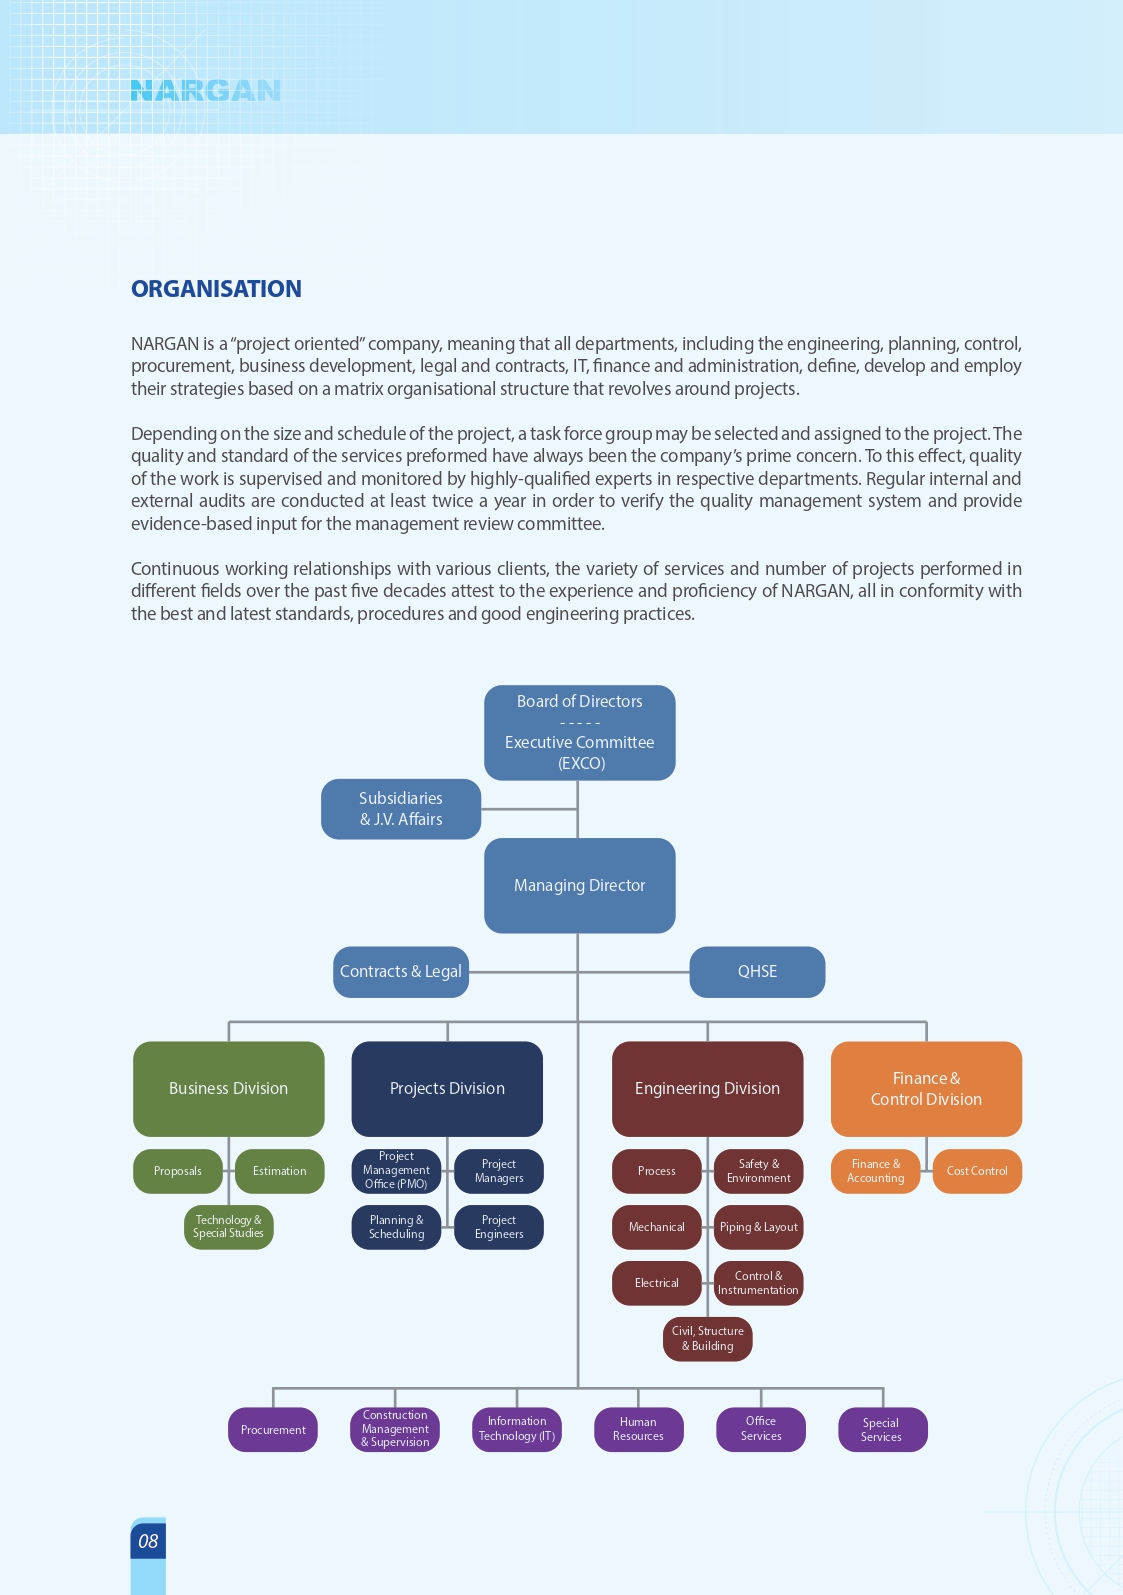 NARGAN
ORGANISATION
NARGAN is a “project oriented” company, meaning that all departments, including the engineering, planning, control,
procurement, business development, legal and contracts, IT, finance and administration, define, develop and employ
their strategies based on a matrix organisational structure that revolves around projects.
Depending on the size and schedule of the project, a task force group may be selected and assigned to the project. The
quality and standard of the services preformed have always been the company’s prime concern. To this effect, quality
of the work is supervised and monitored by highly-qualified experts in respective departments. Regular internal and
external audits are conducted at least twice a year in order to verify the quality management system and provide
evidence-based input for the management review committee.
Continuous working relationships with various clients, the variety of services and number of projects performed in
different fields over the past five decades attest to the experience and proficiency of NARGAN, all in conformity with
the best and latest standards, procedures and good engineering practices.
Board of Directors
- - - - -
Executive Committee
(EXCO)
Subsidiaries
& J.V. Affairs
Managing Director
Contracts & Legal
QHSE
Business Division
Projects Division
Engineering Division
Finance &
Control Division
Proposals
Estimation
Technology &
Special Studies
Project
Management
Office (PMO)
Project
Managers
Planning &
Scheduling
Project
Engineers
Process
Safety &
Environment
Mechanical
Piping & Layout
Electrical
Control &
Instrumentation
Civil, Structure
& Building
Finance &
Accounting
Cost Control
Procurement
Construction
Management
& Supervision
Information
Technology (IT)
Human
Resources
Office
Services
Special
Services
08